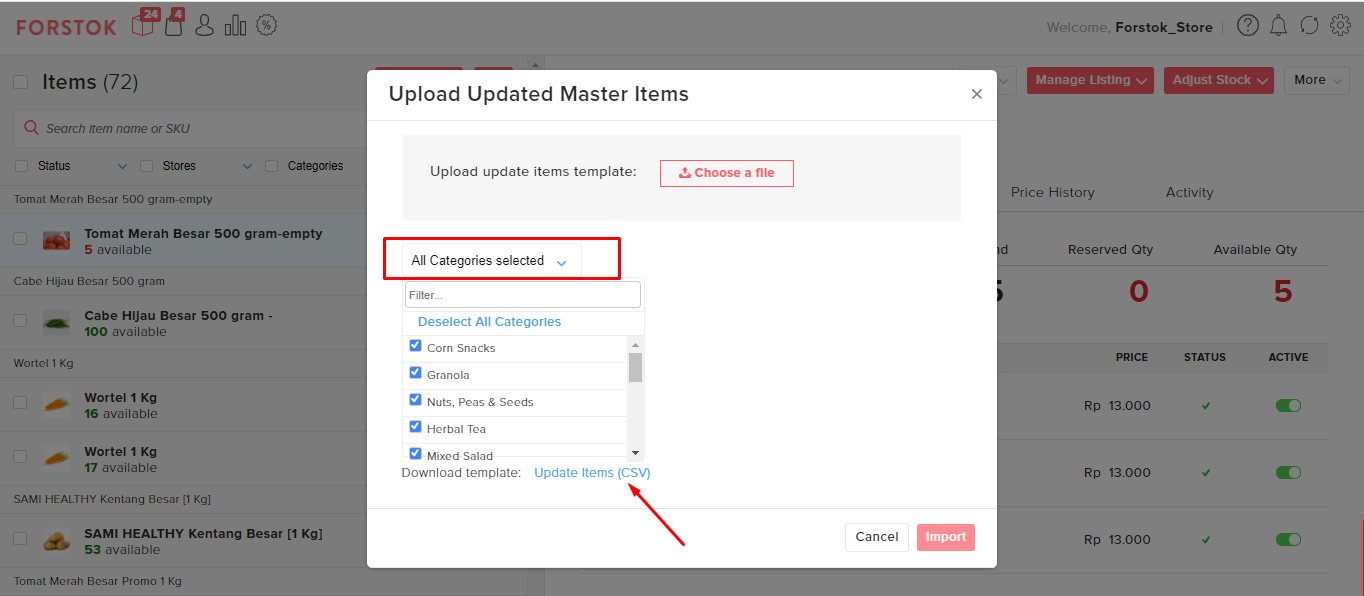 FORSTOK
24
4
%
Welcome, Forstok_Store
?
Items (72)
Manage Listing
Adjust Stock
More
Search Item name or SKU
Status
Stores
Categories
Tomat Merah Besar 500 gram-empty
Tomat Merah Besar 500 gram-empty
5 available
Cabe Hijau Besar 500 gram
Cabe HIjau Besar 500 gram -
100 available
Wortel 1 Kg
Wortel 1 Kg
16 available
Wortel 1 Kg
17 available
SAMI HEALTHY Kentang Besar [1 Kg]
SAMI HEALTHY Kentang Besar [1 Kg]
53 available
Tomat Merah Besar Promo 1 Kg
Upload Updated Master Items
×
Upload update items template:
Choose a file
All Categories selected
Filter...
Deselect All Categories
Corn Snacks
Granola
Nuts, Peas & Seeds
Herbal Tea
Mixed Salad
Download template: Update Items (CSV)
Cancel
Import
Price History
Activity
Reserved Qty
Available Qty
0
5
PRICE
STATUS
ACTIVE
Rp 13.000
Rp 13.000
Rp 13.000